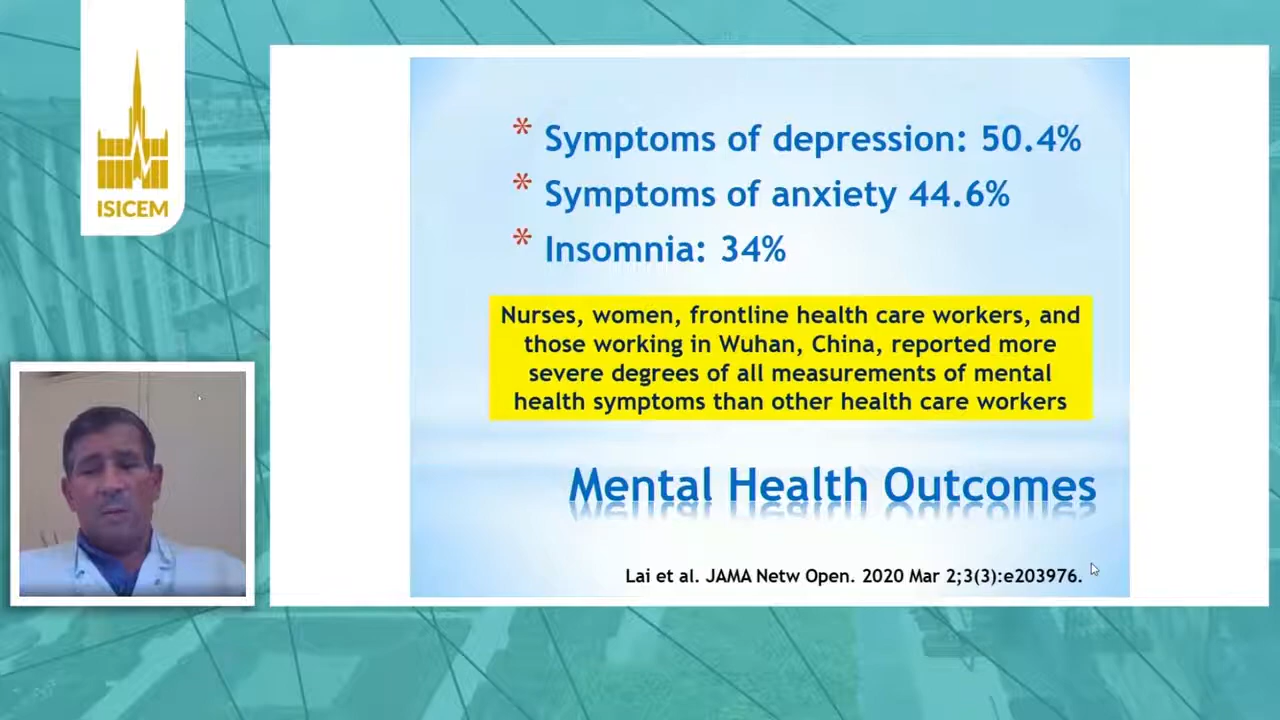 ISICEM
* Symptoms of depression: 50.4%
* Symptoms of anxiety 44.6%
* Insomnia: 34%
Nurses, women, frontline health care workers, and
those working in Wuhan, China, reported more
severe degrees of all measurements of mental
health symptoms than other health care workers
Mental Health Outcomes
Lai et al. JAMA Netw Open. 2020 Mar 2;3(3):e203976.